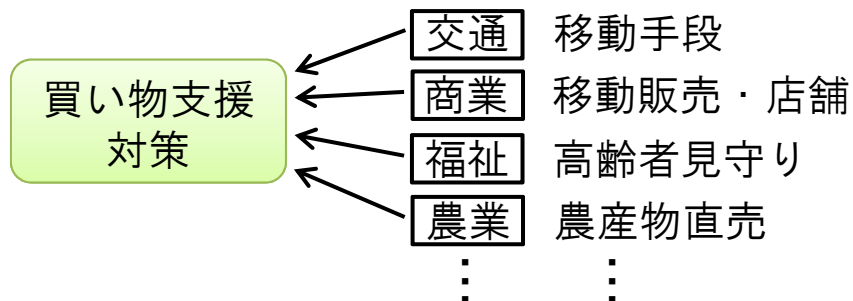 買い物支援
対策
交通 移動手段
商業 移動販売・店舗
福祉 高齢者見守り
農業 農産物直売
⋮ ⋮